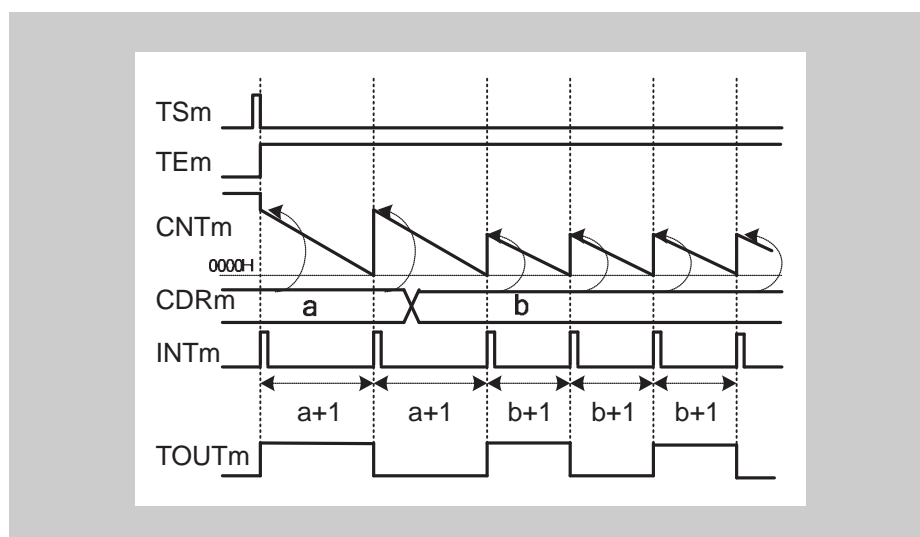 TSm
TEm
CNTm
0000H
CDRm
a
b
INTm
a+1 a+1 b+1 b+1 b+1
TOUTm